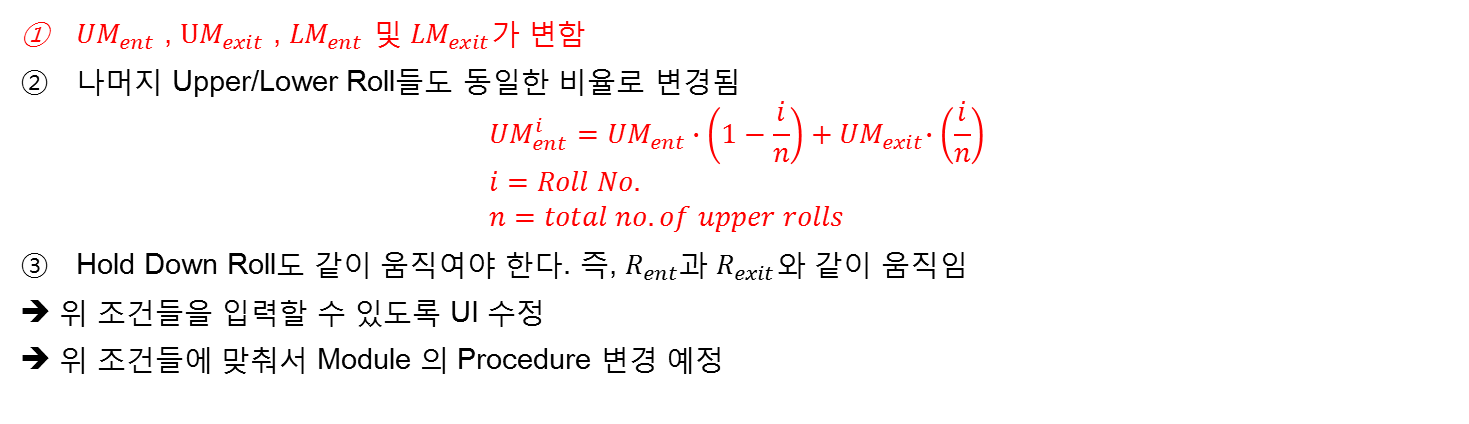 ① UM_ent , UM_exit , LM_ent 및 LM_exit가 변함
② 나머지 Upper/Lower Roll들도 동일한 비율로 변경됨
UM_ent^i = UM_ent · (1 − i/n) + UM_exit · (i/n)
i = Roll No.
n = total no. of upper rolls
③ Hold Down Roll도 같이 움직여야 한다. 즉, R_ent과 R_exit와 같이 움직임
➔ 위 조건들을 입력할 수 있도록 UI 수정
➔ 위 조건들에 맞춰서 Module 의 Procedure 변경 예정